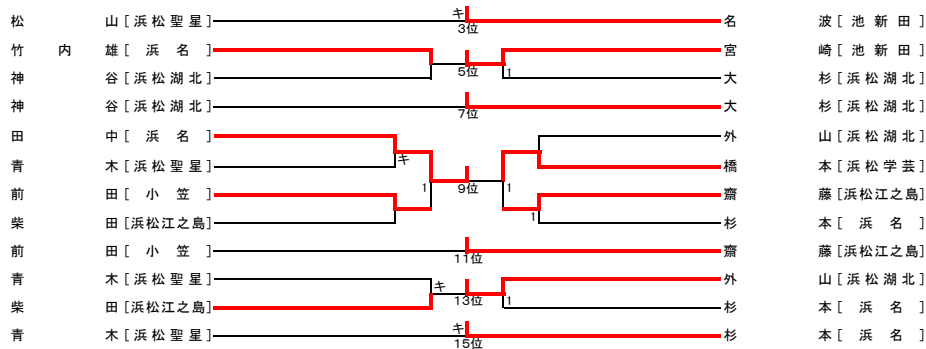 松　山 [浜松聖星] キ 3位 名　波 [池新田]
竹　内　雄 [浜　名] 宮　崎 [池新田]
5位 1
神　谷 [浜松湖北] 大　杉 [浜松湖北]
神　谷 [浜松湖北] 7位 大　杉 [浜松湖北]
田　中 [浜　名] 外　山 [浜松湖北]
キ
青　木 [浜松聖星] 橋　本 [浜松学芸]
1 9位 1
前　田 [小　笠] 齋　藤 [浜松江之島]
1
柴　田 [浜松江之島] 杉　本 [浜　名]
前　田 [小　笠] 11位 齋　藤 [浜松江之島]
青　木 [浜松聖星] 外　山 [浜松湖北]
キ 13位 1
柴　田 [浜松江之島] 杉　本 [浜　名]
青　木 [浜松聖星] キ 15位 杉　本 [浜　名]